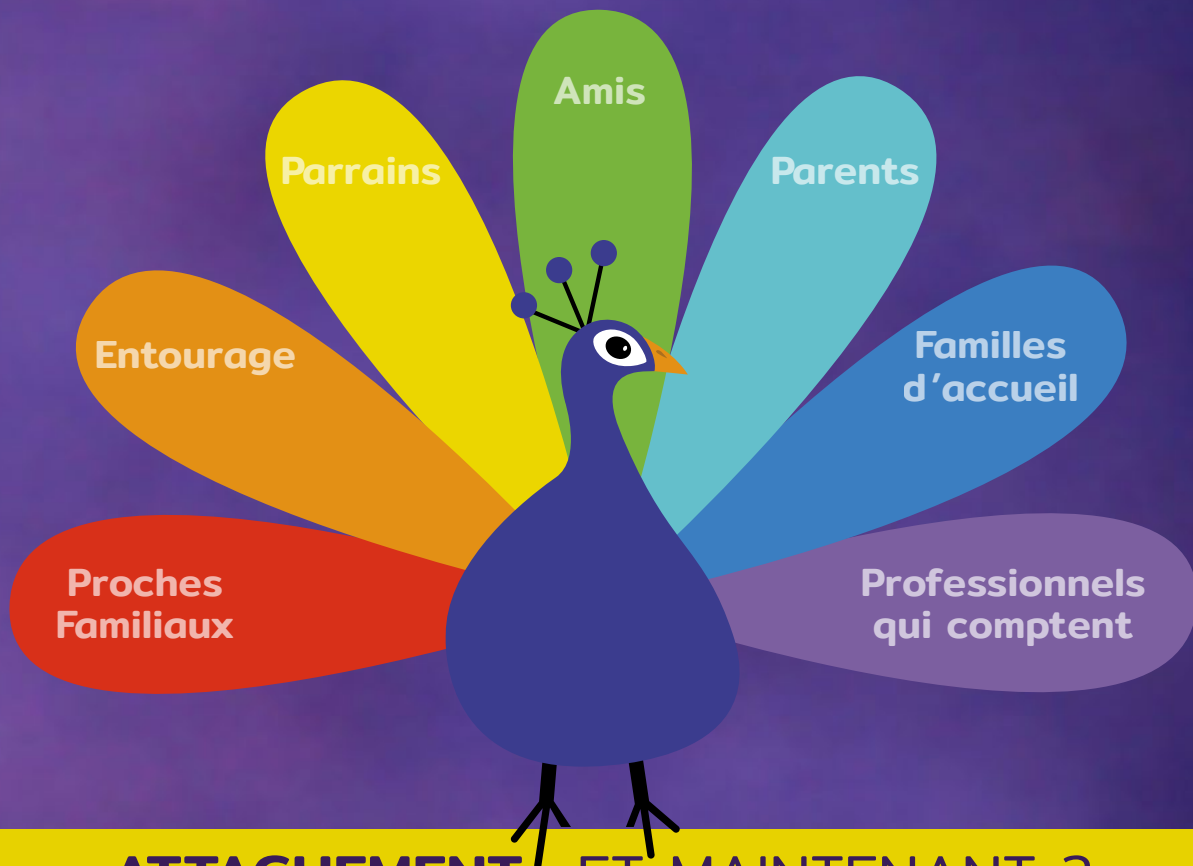 Amis
Parrains
Parents
Entourage
Familles
d’accueil
Proches
Familiaux
Professionnels
qui comptent
ATTACHEMENT ET MAINTENANT ?